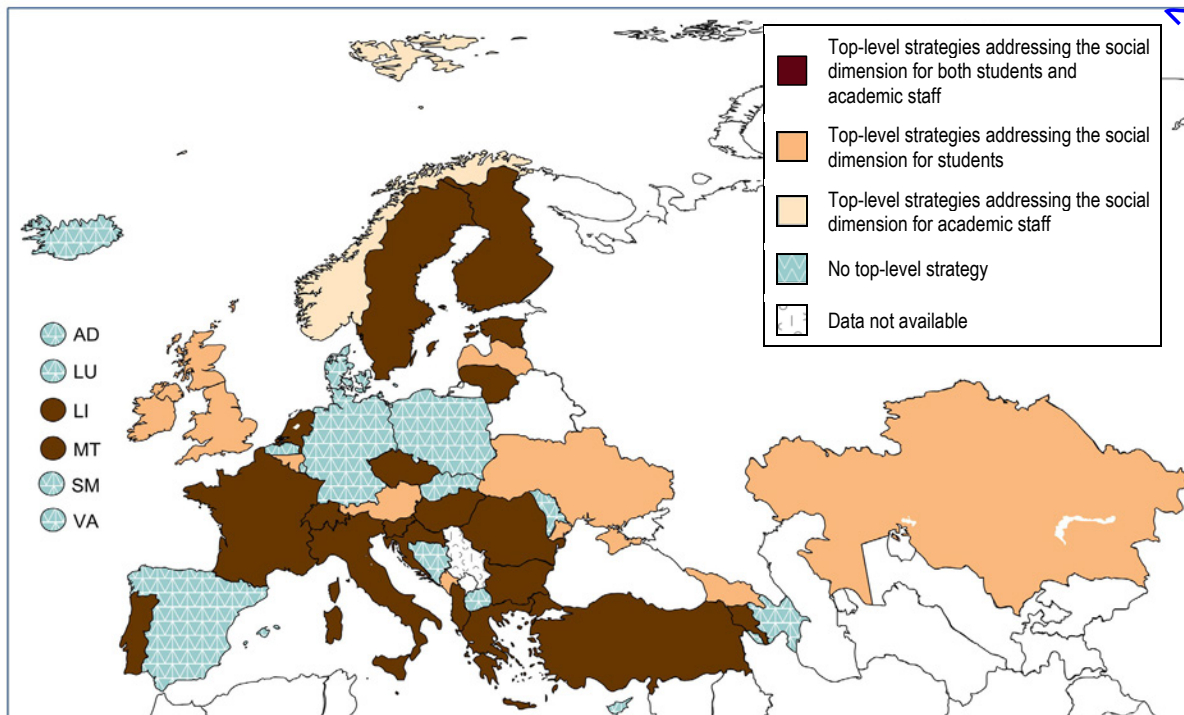 Top-level strategies addressing the social
dimension for both students and
academic staff
Top-level strategies addressing the social
dimension for students
Top-level strategies addressing the social
dimension for academic staff
No top-level strategy
Data not available
AD
LU
LI
MT
SM
VA